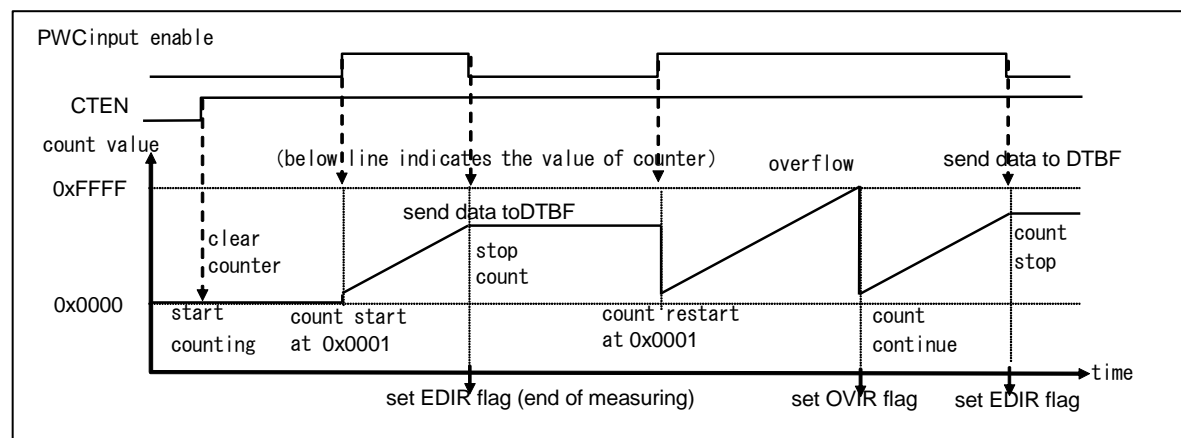 PWCinput enable
CTEN
count value
(below line indicates the value of counter)
overflow
send data to DTBF
0xFFFF
send data toDTBF
clear
counter
stop
count
count
stop
0x0000
start
counting
count start
at 0x0001
count restart
at 0x0001
count
continue
time
set EDIR flag (end of measuring)
set OVIR flag
set EDIR flag